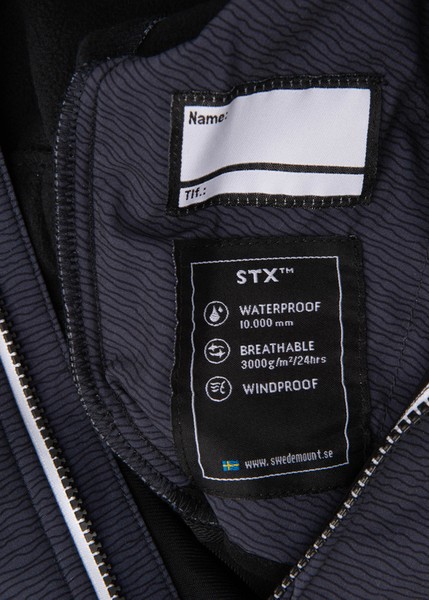 Name:
Tlf.:
STX™
WATERPROOF
10.000 mm
BREATHABLE
3000g/m²/24hrs
WINDPROOF
www.swedemount.se